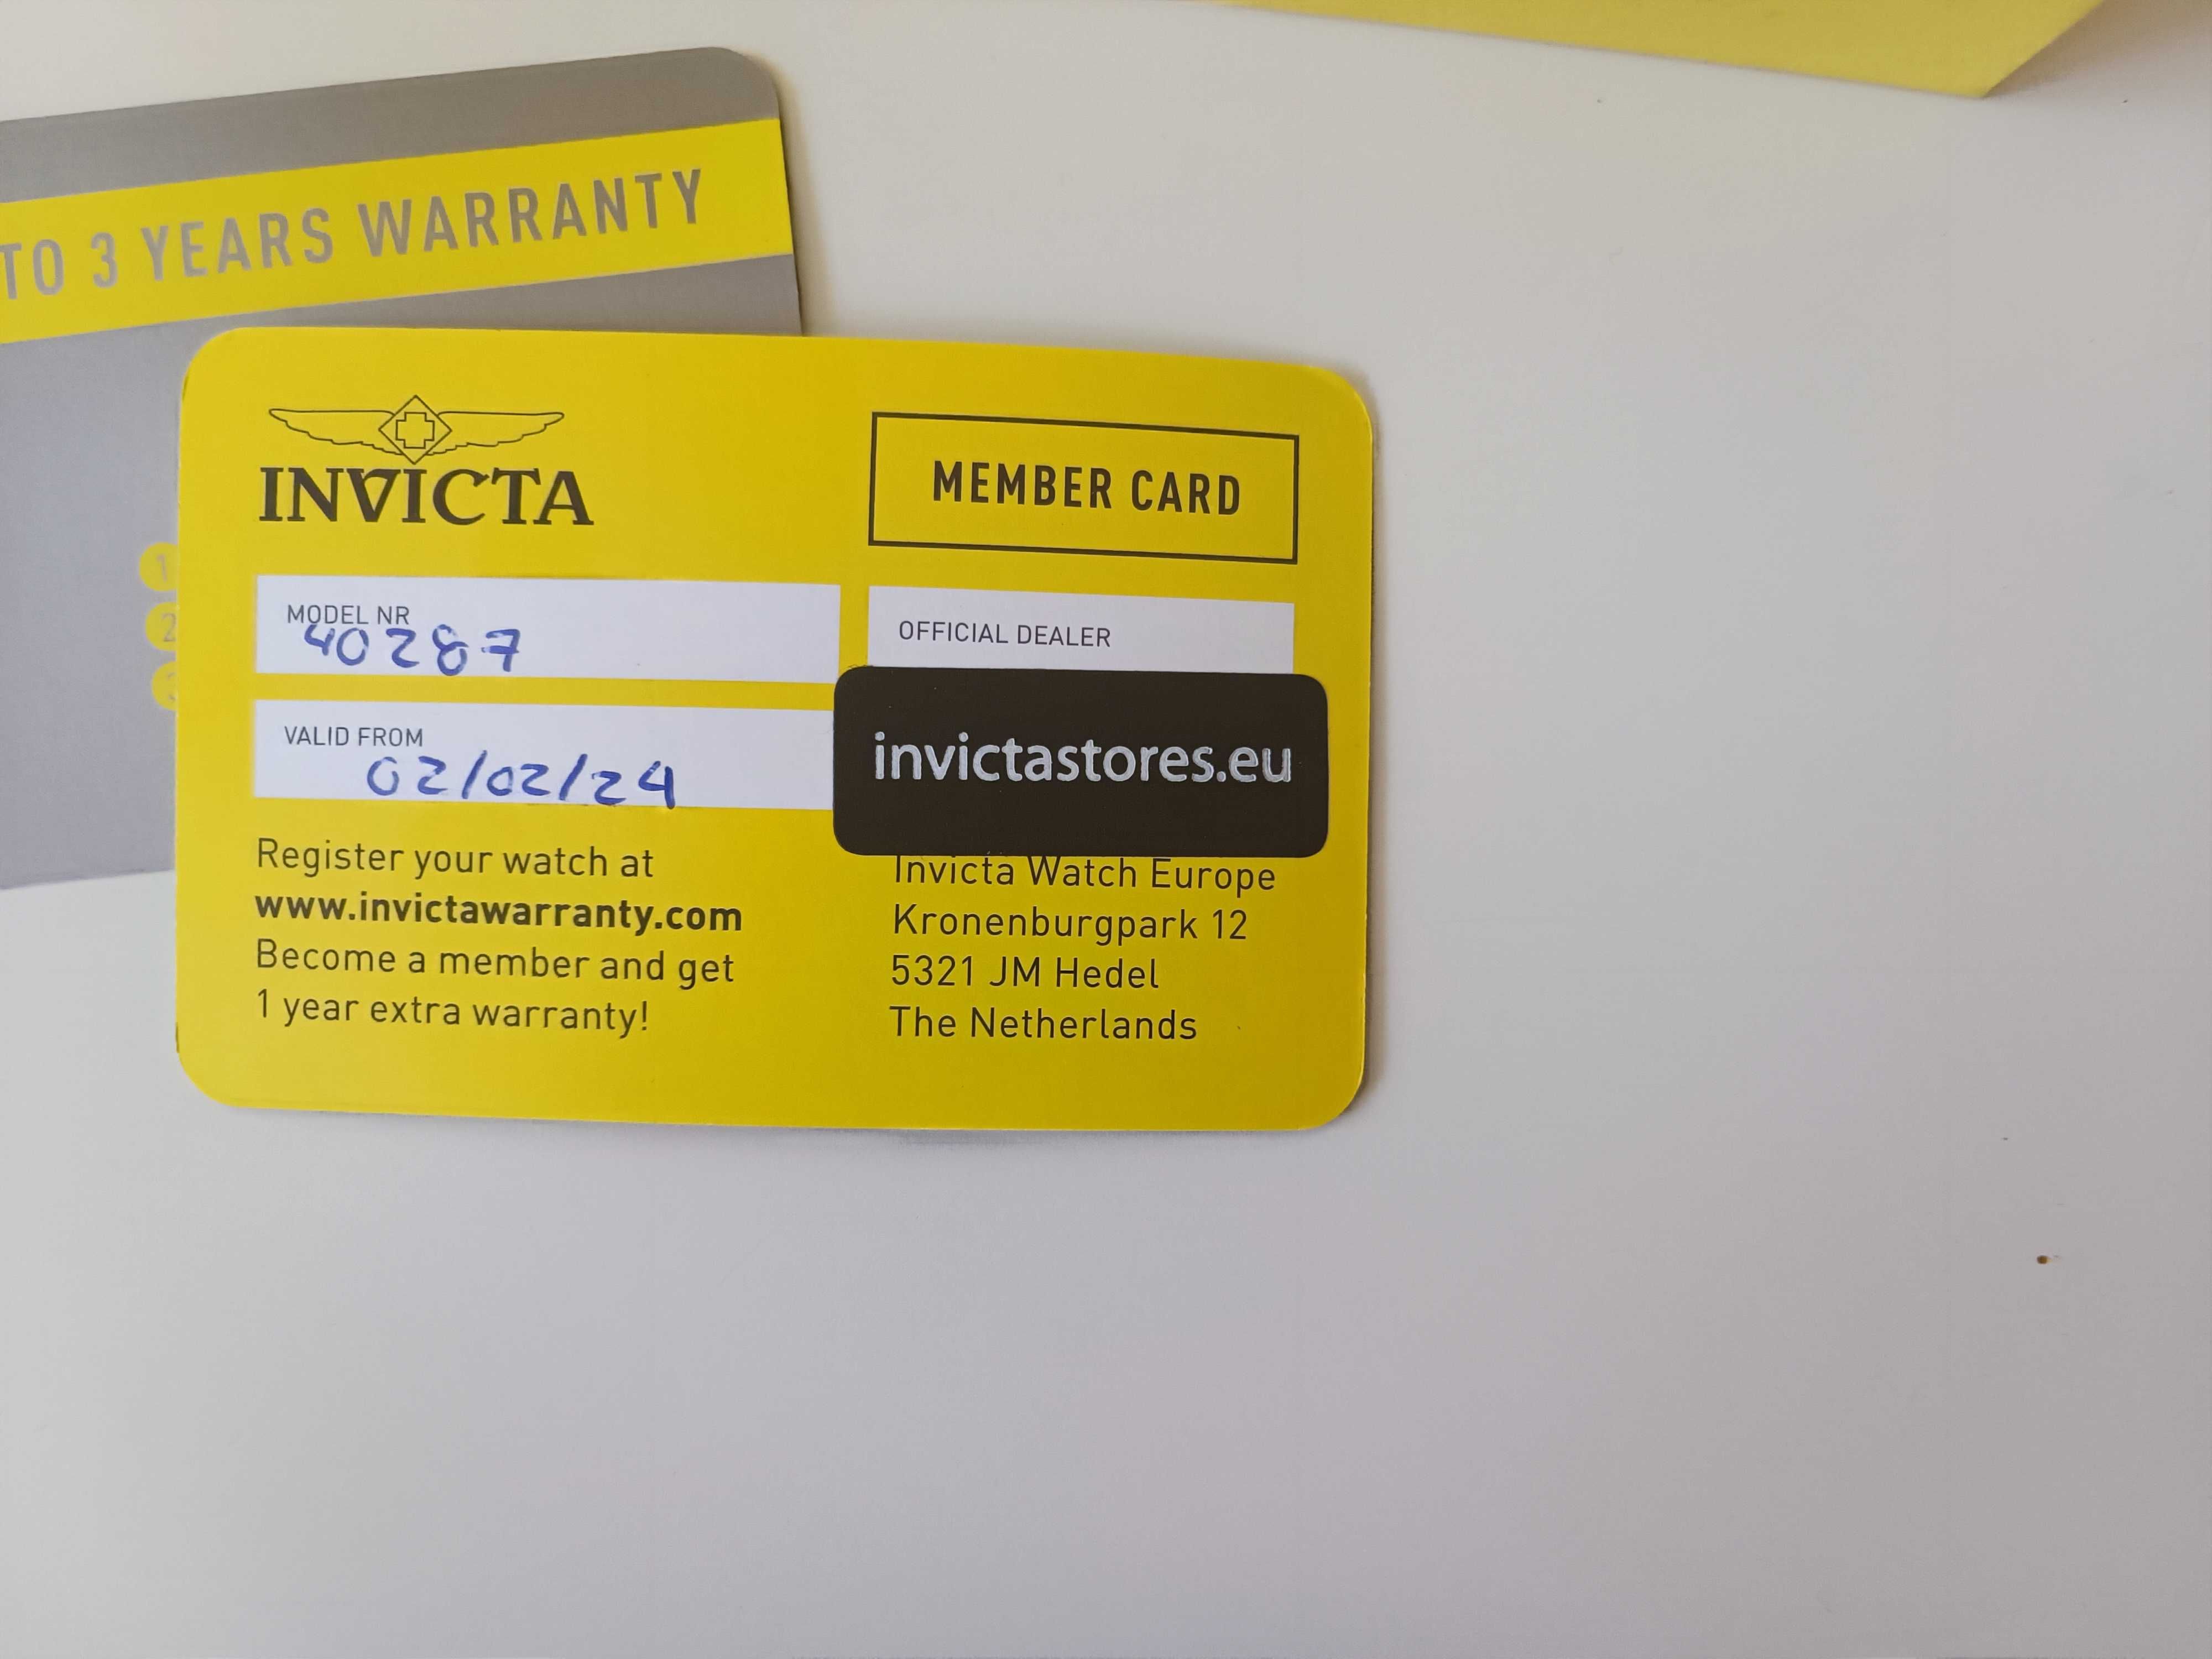 TO 3 YEARS WARRANTY
1
2
INVICTA
MEMBER CARD
MODEL NR
40287
OFFICIAL DEALER
invictastores.eu
VALID FROM
02/02/24
Register your watch at
www.invictawarranty.com
Become a member and get
1 year extra warranty!
Invicta Watch Europe
Kronenburgpark 12
5321 JM Hedel
The Netherlands